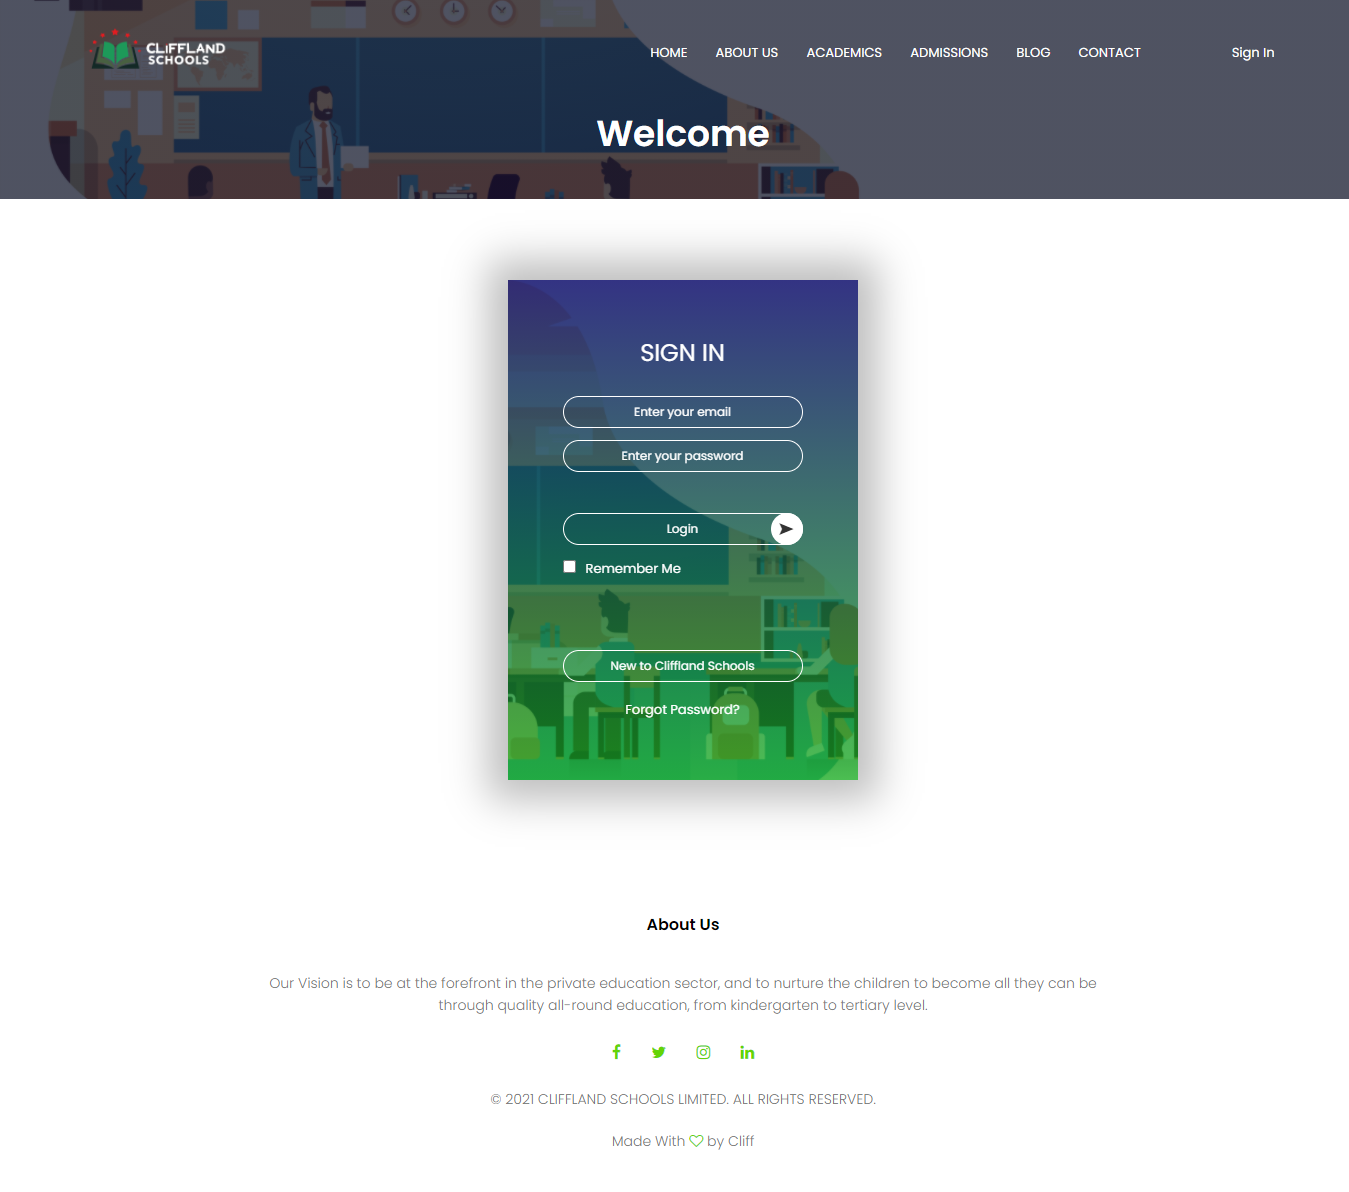 CLIFFLAND
SCHOOLS
HOME ABOUT US ACADEMICS ADMISSIONS BLOG CONTACT Sign In
Welcome
SIGN IN
Enter your email
Enter your password
Login
Remember Me
New to Cliffland Schools
Forgot Password?
About Us
Our Vision is to be at the forefront in the private education sector, and to nurture the children to become all they can be
through quality all-round education, from kindergarten to tertiary level.
© 2021 CLIFFLAND SCHOOLS LIMITED. ALL RIGHTS RESERVED.
Made With ♡ by Cliff